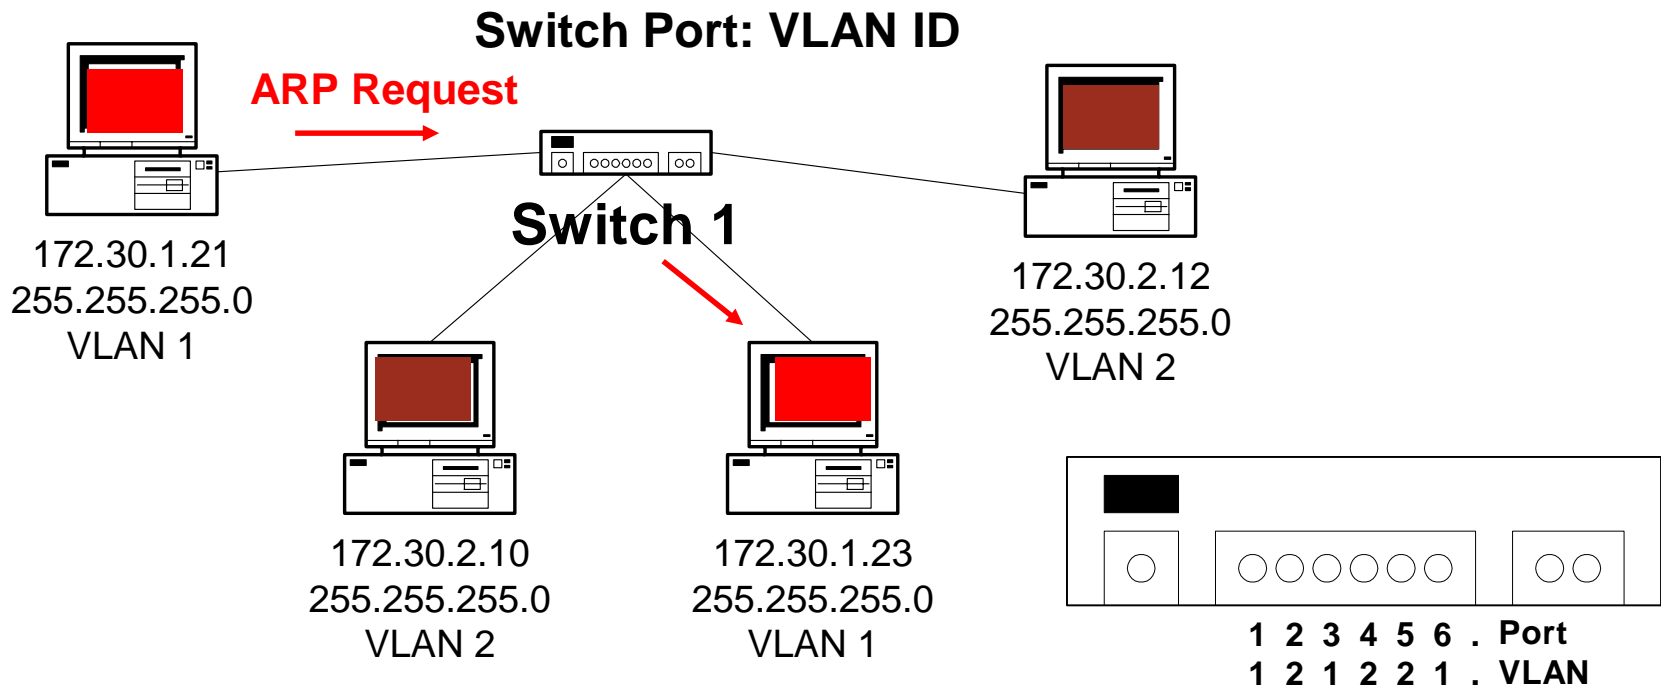 Switch Port: VLAN ID
ARP Request
Switch 1
172.30.1.21
255.255.255.0
VLAN 1
172.30.2.12
255.255.255.0
VLAN 2
172.30.2.10
255.255.255.0
VLAN 2
172.30.1.23
255.255.255.0
VLAN 1
1 2 3 4 5 6 . Port
1 2 1 2 2 1 . VLAN